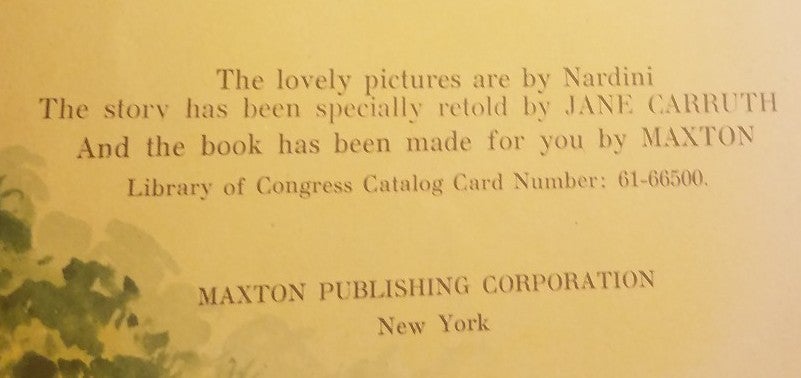 The lovely pictures are by Nardini
The story has been specially retold by JANE CARRUTH
And the book has been made for you by MAXTON
Library of Congress Catalog Card Number: 61-66500.
MAXTON PUBLISHING CORPORATION
New York